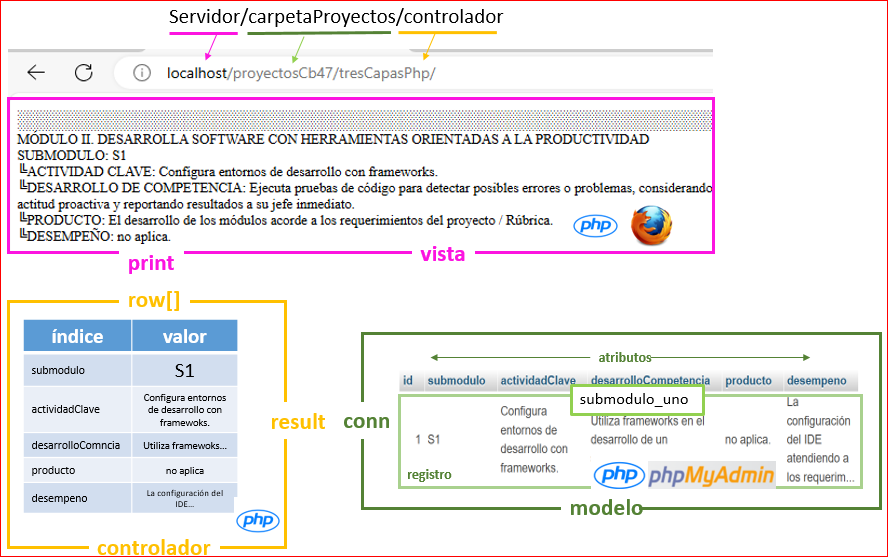 Servidor/carpetaProyectos/controlador
localhost/proyectosCb47/tresCapasPhp/
MÓDULO II. DESARROLLA SOFTWARE CON HERRAMIENTAS ORIENTADAS A LA PRODUCTIVIDAD
SUBMODULO: S1
╚ACTIVIDAD CLAVE: Configura entornos de desarrollo con frameworks.
╚DESARROLLO DE COMPETENCIA: Ejecuta pruebas de código para detectar posibles errores o problemas, considerando
actitud proactiva y reportando resultados a su jefe inmediato.
╚PRODUCTO: El desarrollo de los módulos acorde a los requerimientos del proyecto / Rúbrica.
╚DESEMPEÑO: no aplica.
php
print
vista
row[]
índice valor
submodulo S1
actividadClave Configura entornos
de desarrollo con
framewoks.
desarrolloComncia Utiliza frameworks...
producto no aplica
desempeno La configuración del
IDE...
php
controlador
result
conn
atributos
id submodulo actividadClave desarrolloCompetencia producto desempeno
submodulo_uno
1 S1
Configura
entornos de
desarrollo con
frameworks.
Utiliza frameworks en el
desarrollo de un
no aplica.
La
configuración
del IDE
atendiendo a
los requerim...
registro
php phpMyAdmin
modelo